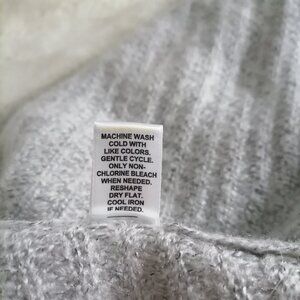 MACHINE WASH
COLD WITH
LIKE COLORS.
GENTLE CYCLE.
ONLY NON-
CHLORINE BLEACH
WHEN NEEDED.
RESHAPE
DRY FLAT.
COOL IRON
IF NEEDED.